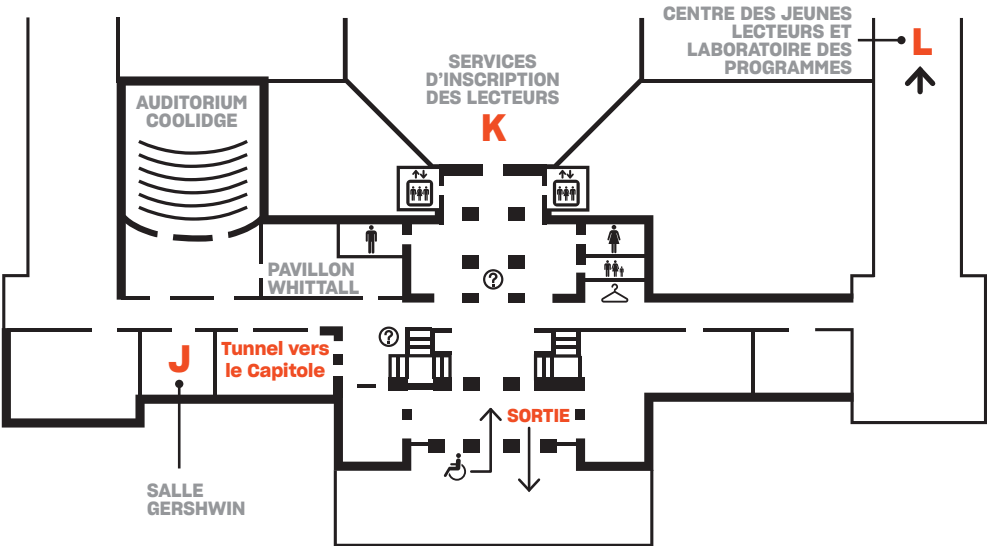 CENTRE DES JEUNES
LECTEURS ET
LABORATOIRE DES
PROGRAMMES
L
SERVICES
D'INSCRIPTION
DES LECTEURS
K
AUDITORIUM
COOLIDGE
PAVILLON
WHITTALL
?
?
J
Tunnel vers
le Capitole
SORTIE
SALLE
GERSHWIN